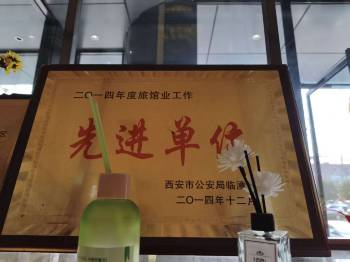 二〇一四年度旅馆业工作
先进单位
西安市公安局临潼
二〇一四年十二月